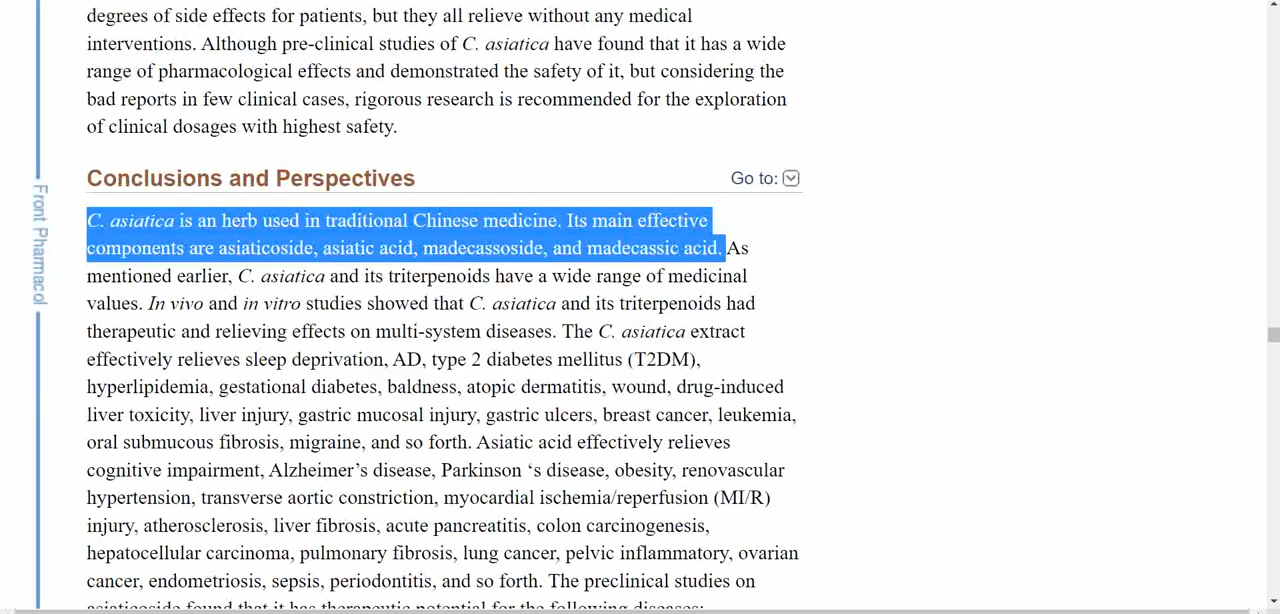 degrees of side effects for patients, but they all relieve without any medical
interventions. Although pre-clinical studies of C. asiatica have found that it has a wide
range of pharmacological effects and demonstrated the safety of it, but considering the
bad reports in few clinical cases, rigorous research is recommended for the exploration
of clinical dosages with highest safety.
Conclusions and Perspectives
Go to:
C. asiatica is an herb used in traditional Chinese medicine. Its main effective
components are asiaticoside, asiatic acid, madecassoside, and madecassic acid. As
mentioned earlier, C. asiatica and its triterpenoids have a wide range of medicinal
values. In vivo and in vitro studies showed that C. asiatica and its triterpenoids had
therapeutic and relieving effects on multi-system diseases. The C. asiatica extract
effectively relieves sleep deprivation, AD, type 2 diabetes mellitus (T2DM),
hyperlipidemia, gestational diabetes, baldness, atopic dermatitis, wound, drug-induced
liver toxicity, liver injury, gastric mucosal injury, gastric ulcers, breast cancer, leukemia,
oral submucous fibrosis, migraine, and so forth. Asiatic acid effectively relieves
cognitive impairment, Alzheimer’s disease, Parkinson ‘s disease, obesity, renovascular
hypertension, transverse aortic constriction, myocardial ischemia/reperfusion (MI/R)
injury, atherosclerosis, liver fibrosis, acute pancreatitis, colon carcinogenesis,
hepatocellular carcinoma, pulmonary fibrosis, lung cancer, pelvic inflammatory, ovarian
cancer, endometriosis, sepsis, periodontitis, and so forth. The preclinical studies on
asiaticoside found that it has therapeutic potential for the following diseases:
Front Pharmacol